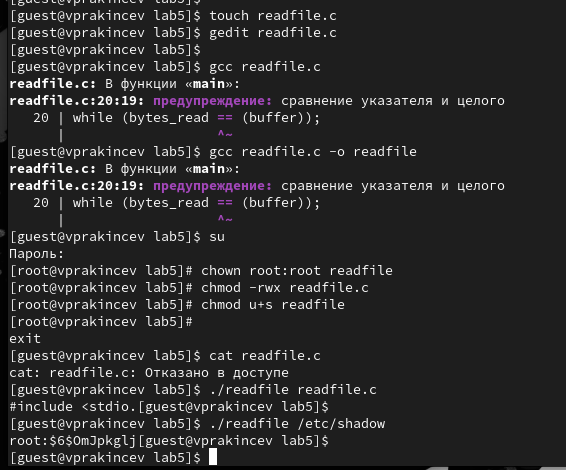 [guest@vprakincev lab5]$ touch readfile.c
[guest@vprakincev lab5]$ gedit readfile.c
[guest@vprakincev lab5]$
[guest@vprakincev lab5]$ gcc readfile.c
readfile.c: В функции «main»:
readfile.c:20:19: предупреждение: сравнение указателя и целого
   20 | while (bytes_read == (buffer));
      |                   ^~
[guest@vprakincev lab5]$ gcc readfile.c -o readfile
readfile.c: В функции «main»:
readfile.c:20:19: предупреждение: сравнение указателя и целого
   20 | while (bytes_read == (buffer));
      |                   ^~
[guest@vprakincev lab5]$ su
Пароль:
[root@vprakincev lab5]# chown root:root readfile
[root@vprakincev lab5]# chmod -rwx readfile.c
[root@vprakincev lab5]# chmod u+s readfile
[root@vprakincev lab5]#
exit
[guest@vprakincev lab5]$ cat readfile.c
cat: readfile.c: Отказано в доступе
[guest@vprakincev lab5]$ ./readfile readfile.c
#include <stdio.[guest@vprakincev lab5]$
[guest@vprakincev lab5]$ ./readfile /etc/shadow
root:$6$OmJpkglj[guest@vprakincev lab5]$
[guest@vprakincev lab5]$